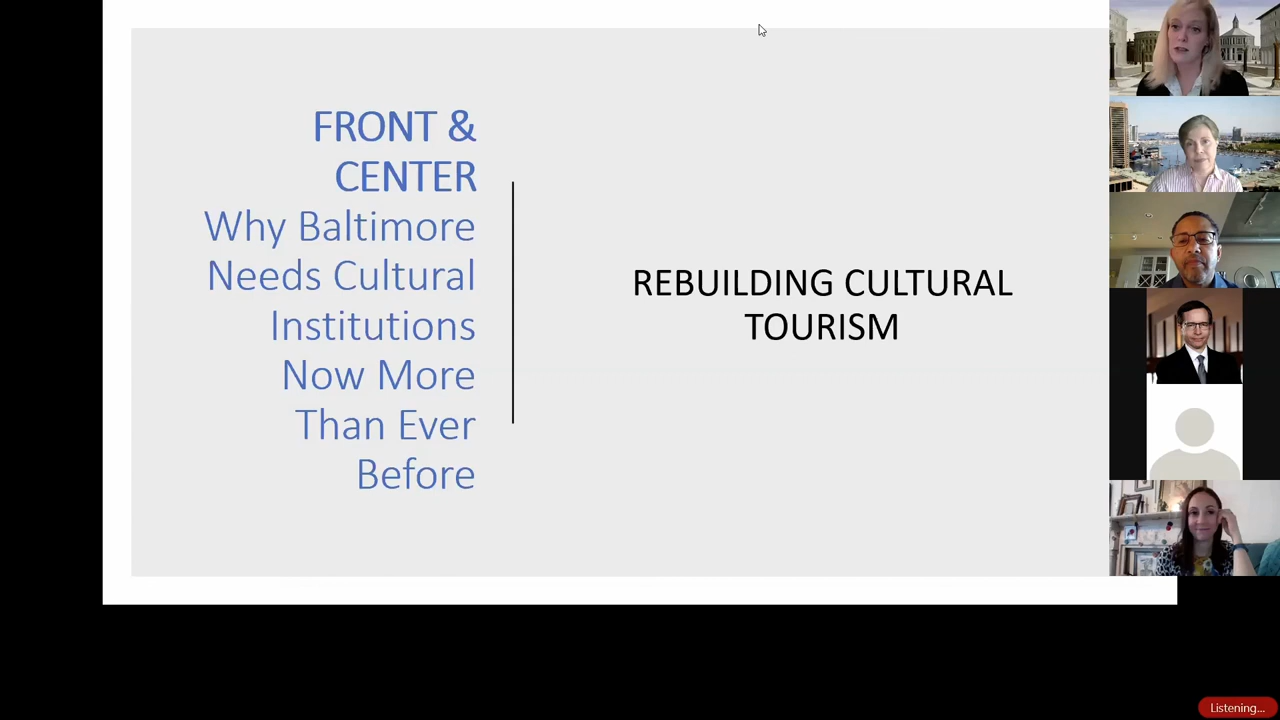 FRONT &
CENTER
Why Baltimore
Needs Cultural
Institutions
Now More
Than Ever
Before
REBUILDING CULTURAL
TOURISM
Listening...